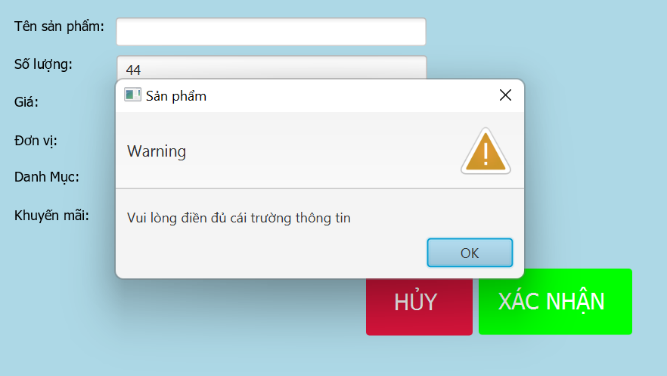 Tên sản phẩm:
Số lượng:
44
Sản phẩm
Giá:
Warning
Đơn vị:
Danh Mục:
Khuyến mãi:
Vui lòng điền đủ cái trường thông tin
OK
HỦY
XÁC NHẬN